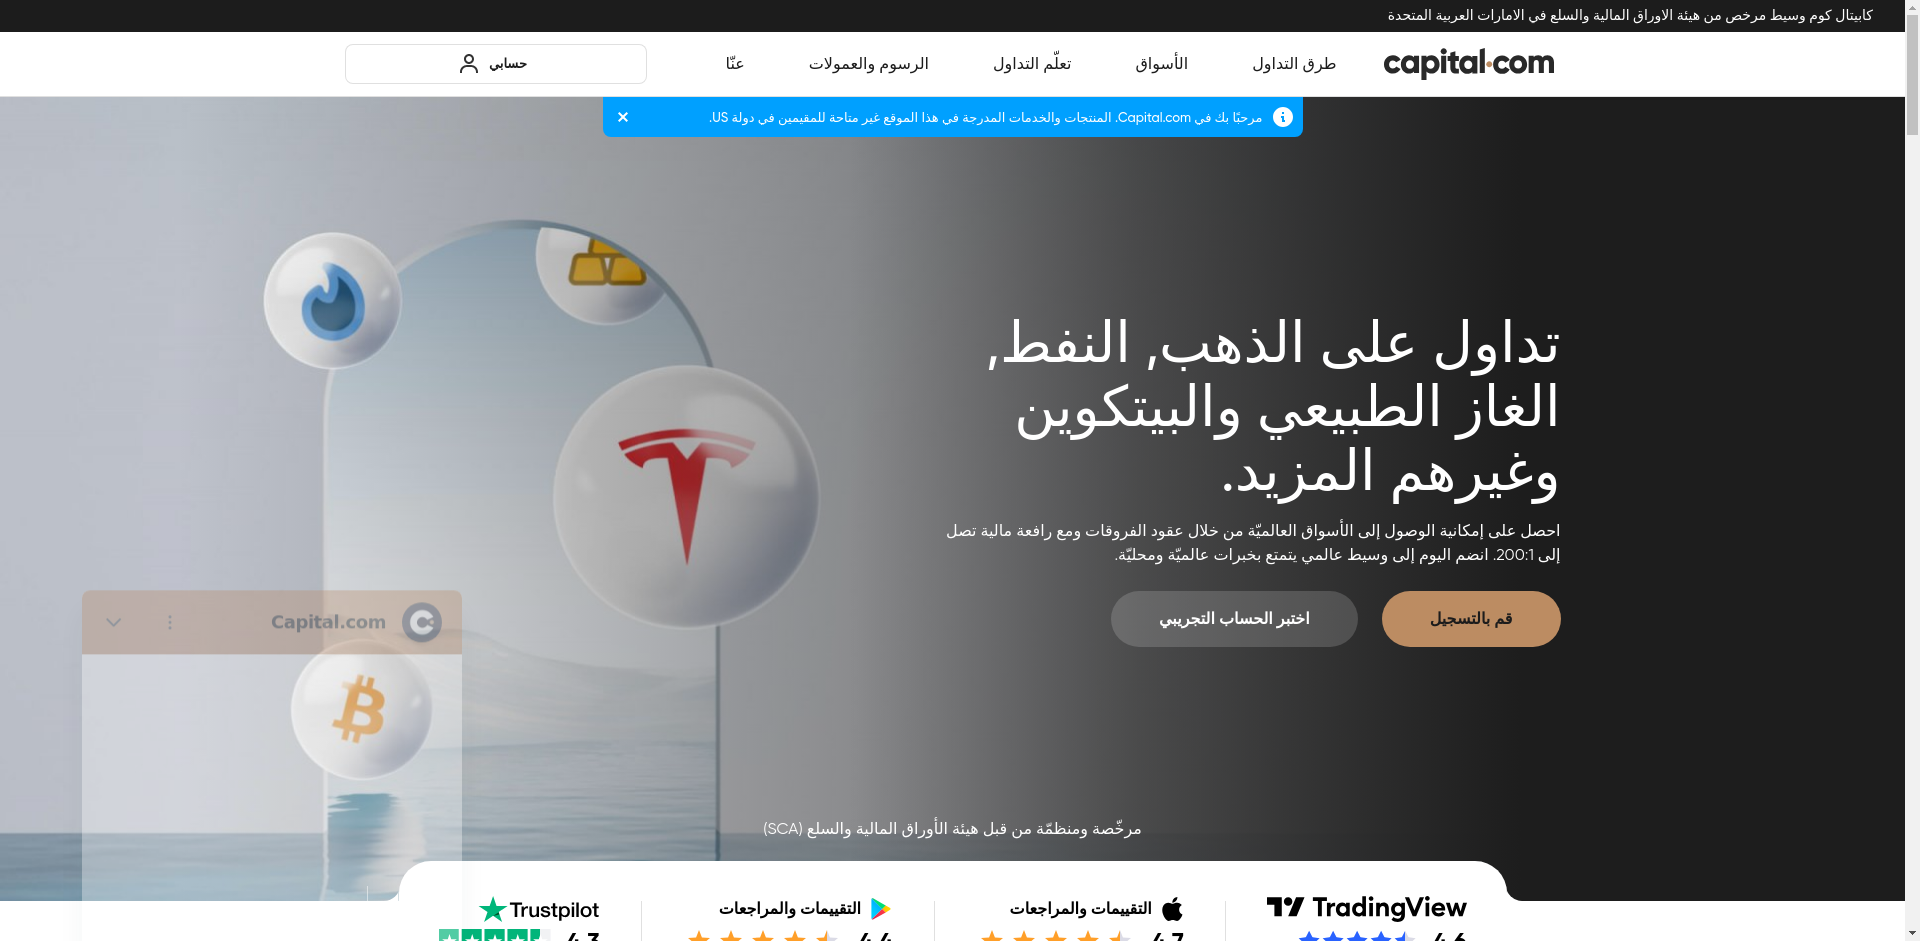 كابيتال كوم وسيط مرخص من هيئة الاوراق المالية والسلع في الامارات العربية المتحدة
capital.com
طرق التداول
الأسواق
تعلّم التداول
الرسوم والعمولات
عنّا
حسابي
مرحبًا بك في Capital.com. المنتجات والخدمات المدرجة في هذا الموقع غير متاحة للمقيمين في دولة US.
تداول على الذهب, النفط,
الغاز الطبيعي والبيتكوين
وغيرهم المزيد.
احصل على إمكانية الوصول إلى الأسواق العالميّة من خلال عقود الفروقات ومع رافعة مالية تصل
إلى 200:1. انضم اليوم إلى وسيط عالمي يتمتع بخبرات عالميّة ومحليّة.
قم بالتسجيل
اختبر الحساب التجريبي
Capital.com
مرخّصة ومنظمّة من قبل هيئة الأوراق المالية والسلع (SCA)
TradingView
4.6
التقييمات والمراجعات
4.7
التقييمات والمراجعات
4.4
Trustpilot
4.3